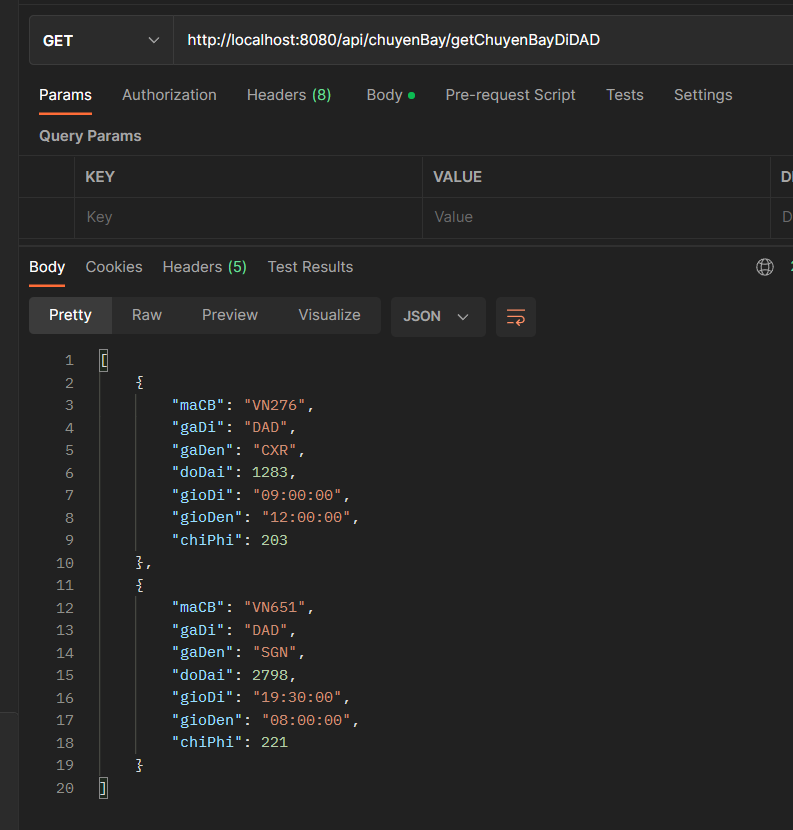 GET http://localhost:8080/api/chuyenBay/getChuyenBayDiDAD
Params Authorization Headers (8) Body Pre-request Script Tests Settings
Query Params
KEY VALUE
Key Value
Body Cookies Headers (5) Test Results
Pretty Raw Preview Visualize JSON
1 [
2 {
3 "maCB": "VN276",
4 "gaDi": "DAD",
5 "gaDen": "CXR",
6 "doDai": 1283,
7 "gioDi": "09:00:00",
8 "gioDen": "12:00:00",
9 "chiPhi": 203
10 },
11 {
12 "maCB": "VN651",
13 "gaDi": "DAD",
14 "gaDen": "SGN",
15 "doDai": 2798,
16 "gioDi": "19:30:00",
17 "gioDen": "08:00:00",
18 "chiPhi": 221
19 }
20 ]